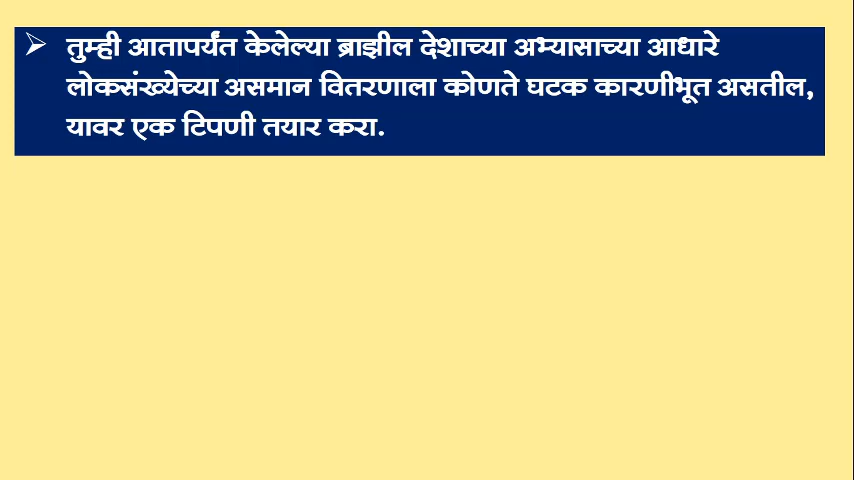 ➢ तुम्ही आतापर्यंत केलेल्या ब्राझील देशाच्या अभ्यासाच्या आधारे
लोकसंख्येच्या असमान वितरणाला कोणते घटक कारणीभूत असतील,
यावर एक टिपणी तयार करा.